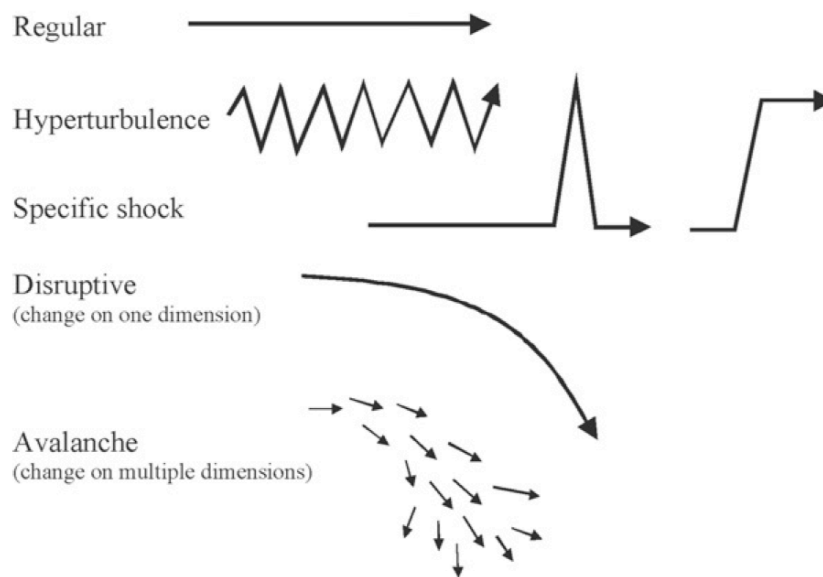 Regular
Hyperturbulence
Specific shock
Disruptive
(change on one dimension)
Avalanche
(change on multiple dimensions)